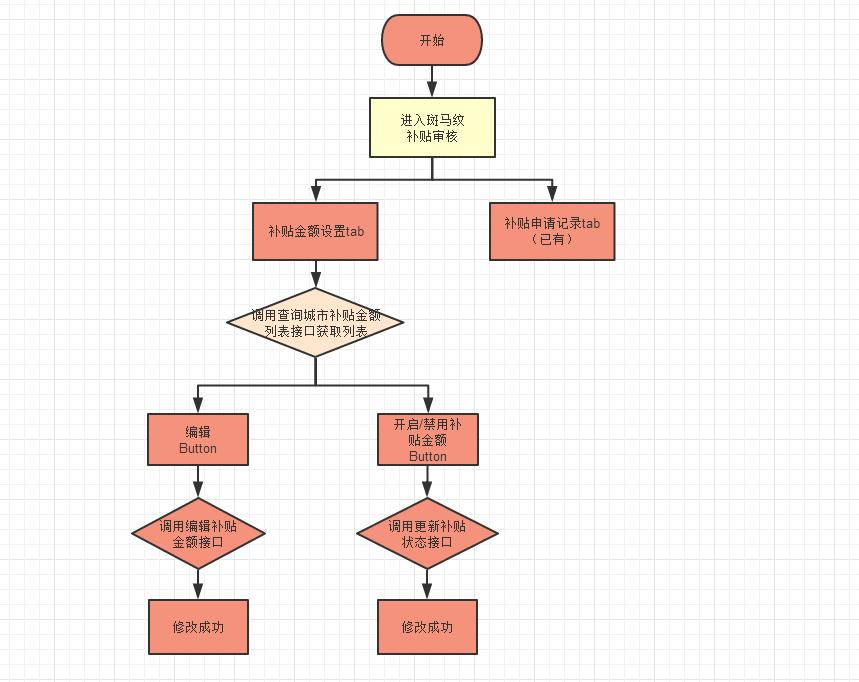 开始
进入斑马纹
补贴审核
补贴金额设置tab
补贴申请记录tab
（已有）
调用查询城市补贴金额
列表接口获取列表
编辑
Button
开启/禁用补
贴金额
Button
调用编辑补贴
金额接口
调用更新补贴
状态接口
修改成功
修改成功